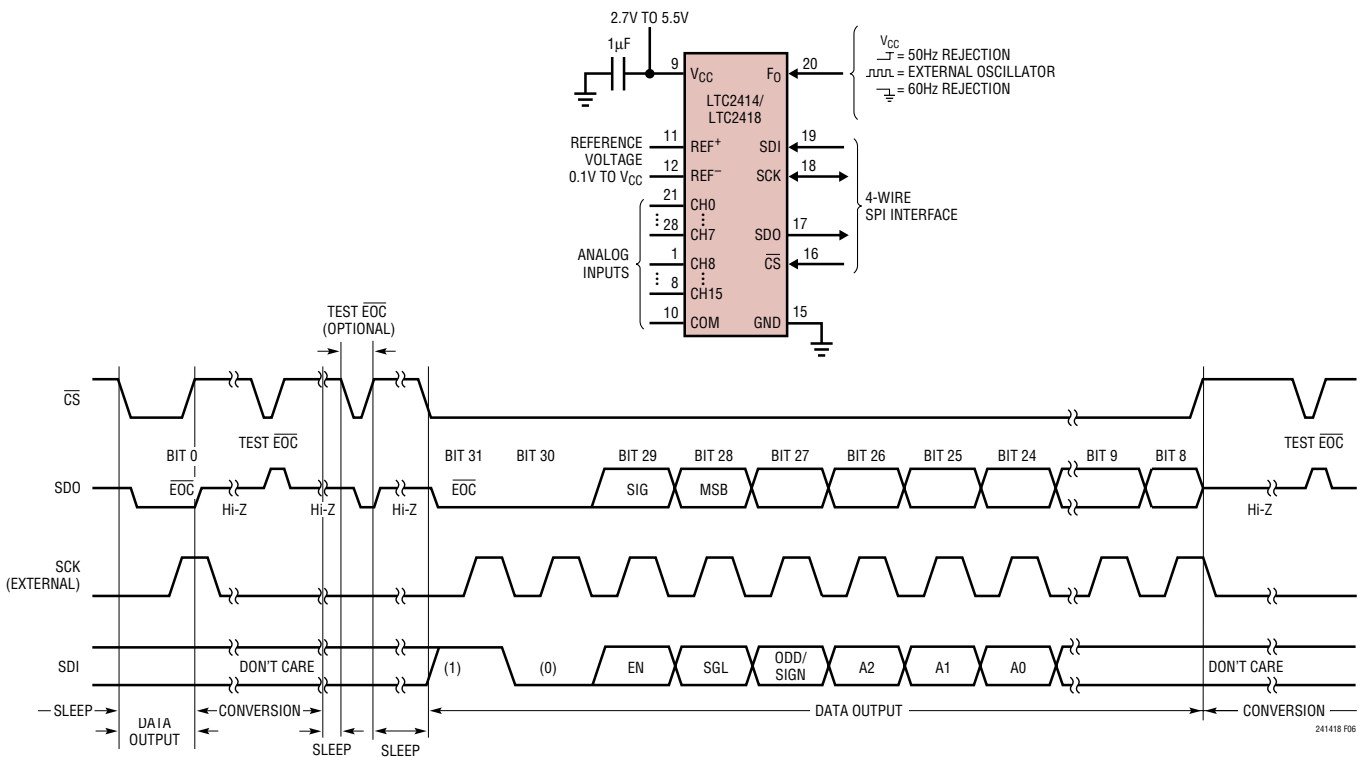 2.7V TO 5.5V
1µF
9
VCC
FO
20
VCC
= 50Hz REJECTION
= EXTERNAL OSCILLATOR
= 60Hz REJECTION
LTC2414/
LTC2418
REFERENCE
VOLTAGE
0.1V TO VCC
11
REF+
12
REF–
SDI
19
SCK
18
4-WIRE
SPI INTERFACE
ANALOG
INPUTS
21
CH0
28
CH7
1
CH8
8
CH15
10
COM
SDO
17
CS
16
GND
15
TEST EOC
(OPTIONAL)
CS
TEST EOC
TEST EOC
BIT 0
BIT 31
BIT 30
BIT 29
BIT 28
BIT 27
BIT 26
BIT 25
BIT 24
BIT 9
BIT 8
SDO
EOC
Hi-Z
Hi-Z
Hi-Z
EOC
SIG
MSB
Hi-Z
SCK
(EXTERNAL)
SDI
DON'T CARE
(1)
(0)
EN
SGL
ODD/
SIGN
A2
A1
A0
DON'T CARE
SLEEP
DATA
OUTPUT
CONVERSION
SLEEP
SLEEP
DATA OUTPUT
CONVERSION
241418 F06